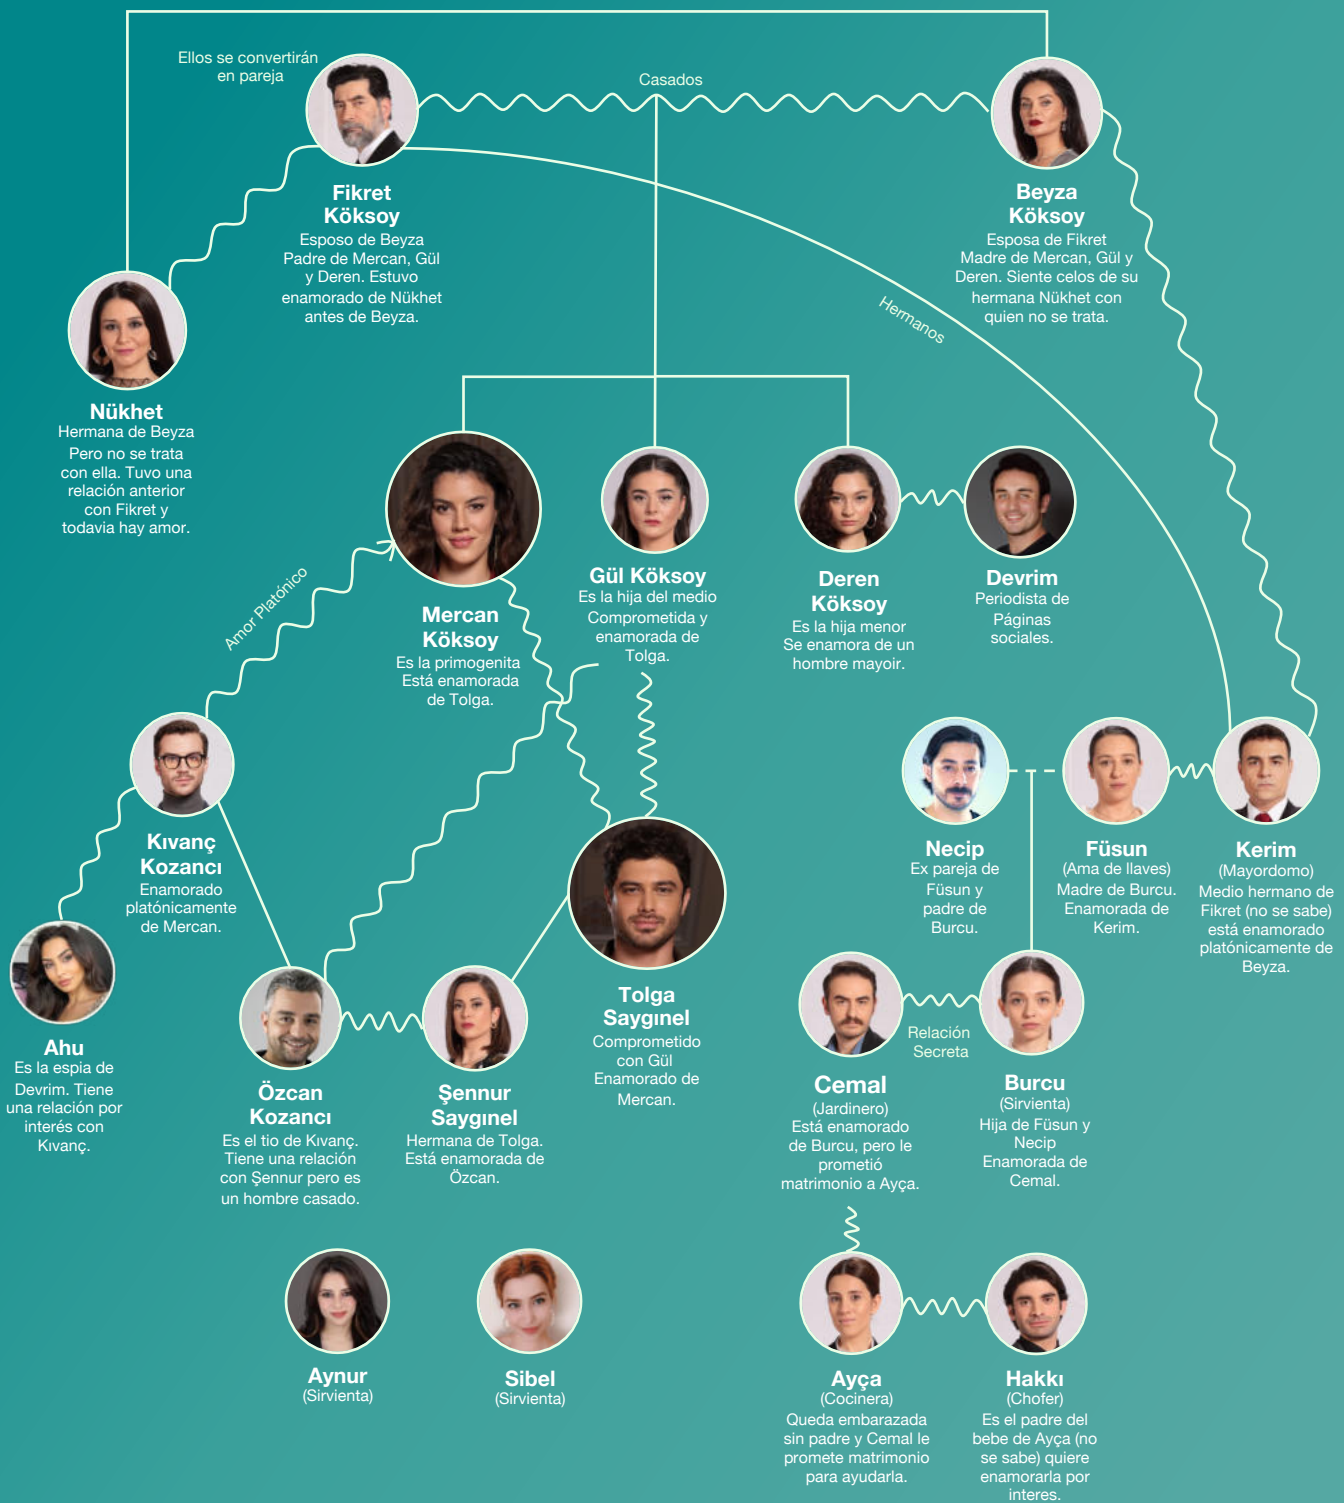 Ellos se convertirán
en pareja
Casados
Fikret
Köksoy
Esposo de Beyza
Padre de Mercan, Gül
y Deren. Estuvo
enamorado de Nükhet
antes de Beyza.
Beyza
Köksoy
Esposa de Fikret
Madre de Mercan, Gül y
Deren. Siente celos de su
hermana Nükhet con
quien no se trata.
Hermanos
Nükhet
Hermana de Beyza
Pero no se trata
con ella. Tuvo una
relación anterior
con Fikret y
todavia hay amor.
Amor Platónico
Mercan
Köksoy
Es la primogenita
Está enamorada
de Tolga.
Gül Köksoy
Es la hija del medio
Comprometida y
enamorada de
Tolga.
Deren
Köksoy
Es la hija menor
Se enamora de un
hombre mayoir.
Devrim
Periodista de
Páginas
sociales.
Kıvanç
Kozancı
Enamorado
platónicamente
de Mercan.
Necip
Ex pareja de
Füsun y
padre de
Burcu.
Füsun
(Ama de llaves)
Madre de Burcu.
Enamorada de
Kerim.
Kerim
(Mayordomo)
Medio hermano de
Fikret (no se sabe)
está enamorado
platónicamente de
Beyza.
Ahu
Es la espia de
Devrim. Tiene
una relación por
interés con
Kıvanç.
Özcan
Kozancı
Es el tio de Kıvanç.
Tiene una relación
con Şennur pero es
un hombre casado.
Şennur
Saygınel
Hermana de Tolga.
Está enamorada de
Özcan.
Tolga
Saygınel
Comprometido
con Gül
Enamorado de
Mercan.
Relación
Secreta
Cemal
(Jardinero)
Está enamorado
de Burcu, pero le
prometió
matrimonio a Ayça.
Burcu
(Sirvienta)
Hija de Füsun y
Necip
Enamorada de
Cemal.
Aynur
(Sirvienta)
Sibel
(Sirvienta)
Ayça
(Cocinera)
Queda embarazada
sin padre y Cemal le
promete matrimonio
para ayudarla.
Hakkı
(Chofer)
Es el padre del
bebe de Ayça (no
se sabe) quiere
enamorarla por
interes.